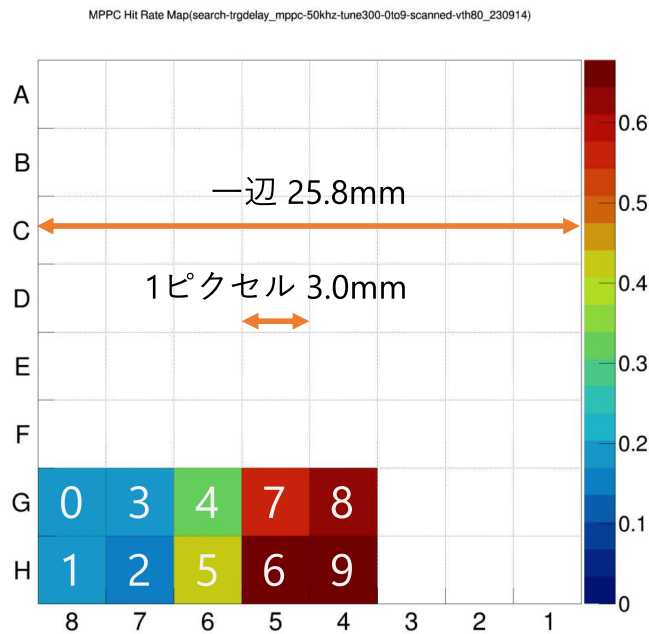 MPPC Hit Rate Map(search-trgdelay_mppc-50khz-tune300-0to9-scanned-vth80_230914)
A
B
C
D
E
F
G
H
一辺 25.8mm
1ピクセル 3.0mm
0 3 4 7 8
1 2 5 6 9
8 7 6 5 4 3 2 1
0.6
0.5
0.4
0.3
0.2
0.1
0